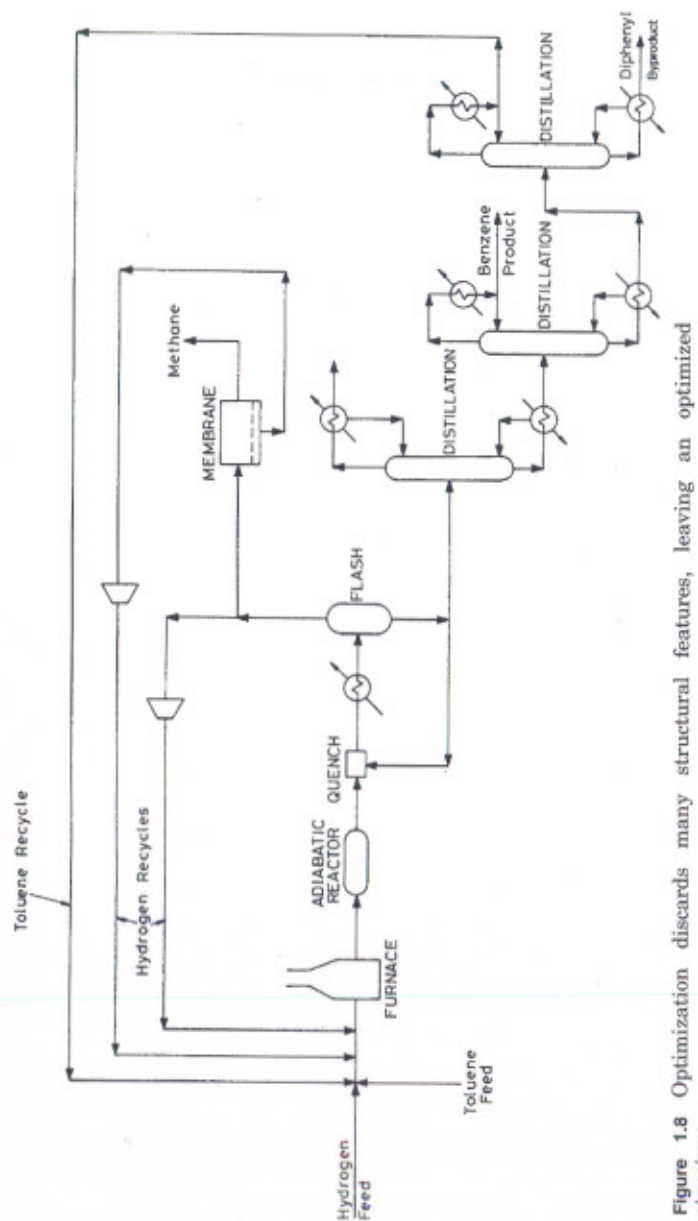 Toluene Recycle
Hydrogen Recycles
Hydrogen
Feed
Toluene
Feed
FURNACE
ADIABATIC
REACTOR
QUENCH
FLASH
MEMBRANE
Methane
DISTILLATION
Benzene
Product
DISTILLATION
DISTILLATION
Diphenyl
Byproduct
Figure 1.8 Optimization discards many structural features, leaving an optimized